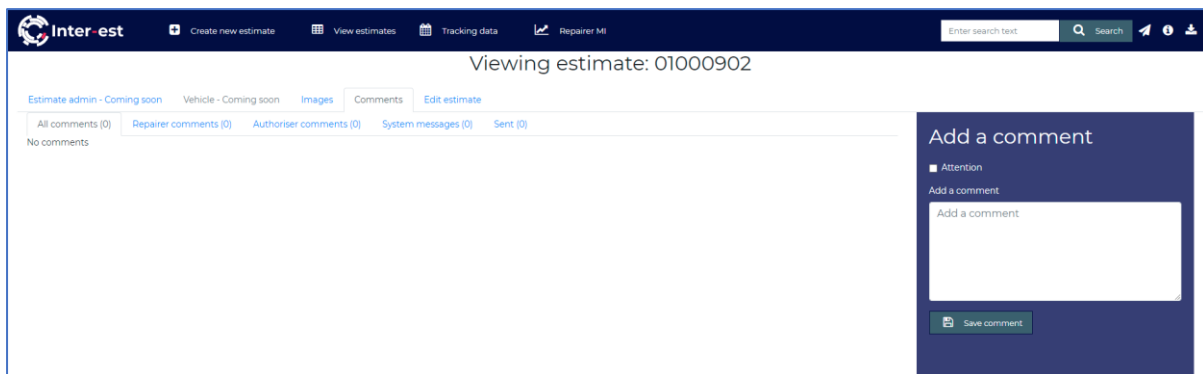 Inter-est Create new estimate View estimates Tracking data Repairer MI Enter search text Search
Viewing estimate: 01000902
Estimate admin - Coming soon Vehicle - Coming soon Images Comments Edit estimate
All comments (0) Repairer comments (0) Authoriser comments (0) System messages (0) Sent (0)
No comments
Add a comment
Attention
Add a comment
Add a comment
Save comment